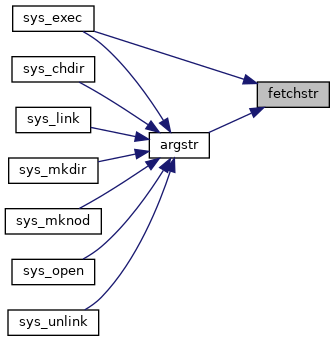 sys_exec
sys_chdir
fetchstr
sys_link
argstr
sys_mkdir
sys_mknod
sys_open
sys_unlink